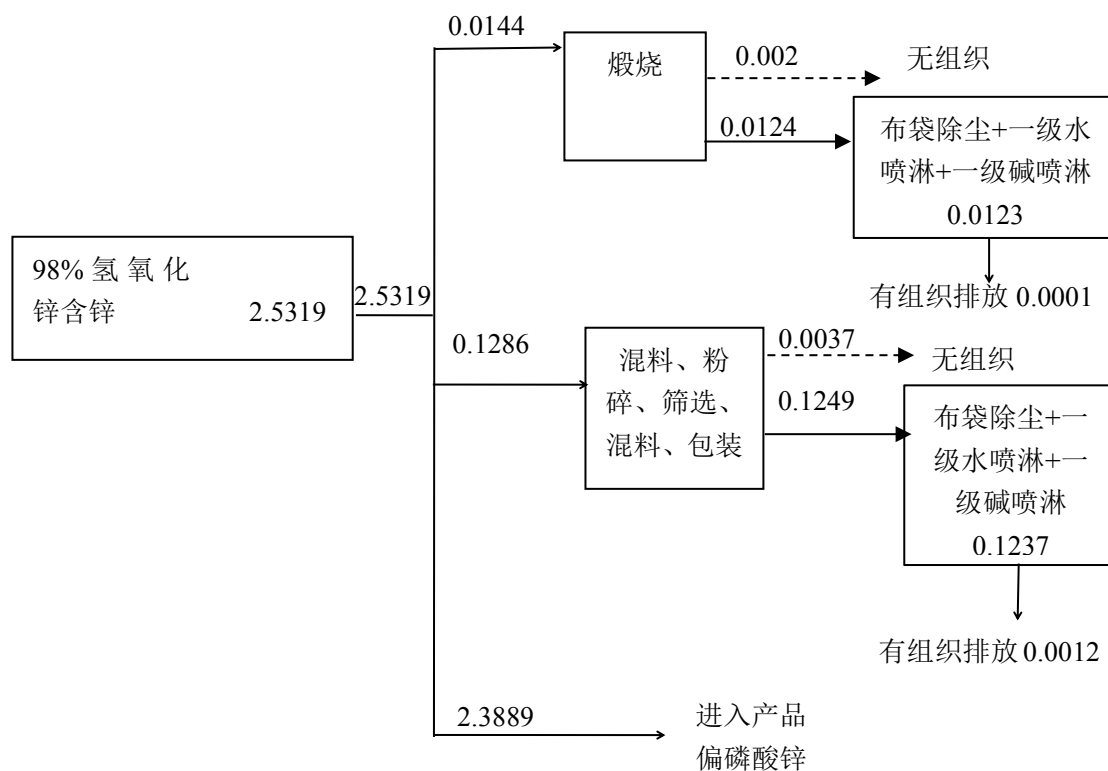 0.0144
煅烧
0.002
无组织
0.0124
布袋除尘+一级水
喷淋+一级碱喷淋
0.0123
有组织排放 0.0001
98% 氢 氧 化
锌含锌 2.5319
2.5319
0.1286
混料、粉
碎、筛选、
混料、包装
0.0037
无组织
0.1249
布袋除尘+一
级水喷淋+一
级碱喷淋
0.1237
有组织排放 0.0012
2.3889
进入产品
偏磷酸锌